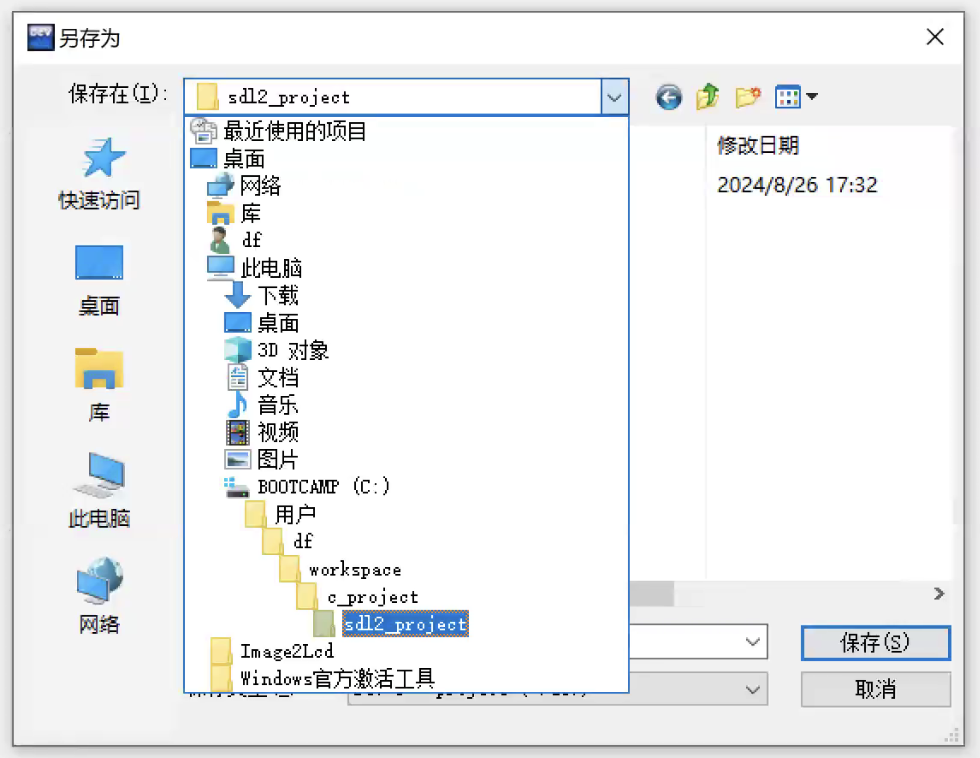 DEV
另存为
保存在(I):
sdl2_project
最近使用的项目
桌面
网络
库
df
此电脑
下载
桌面
3D 对象
文档
音乐
视频
图片
BOOTCAMP (C:)
用户
df
workspace
c_project
sdl2_project
Image2Lcd
Windows官方激活工具
快速访问
桌面
库
此电脑
网络
修改日期
2024/8/26 17:32
保存(S)
取消